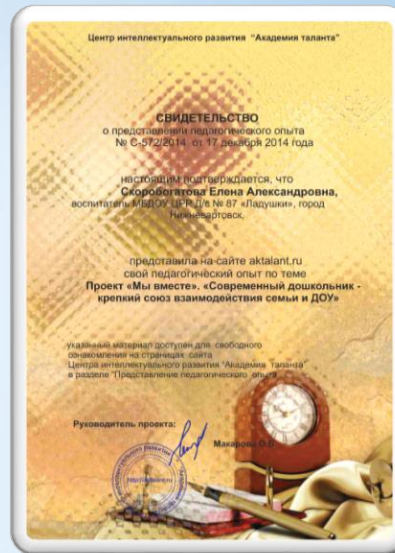 Центр интеллектуального развития "Академия таланта"
СВИДЕТЕЛЬСТВО
о представлении педагогического опыта
№ С-572/2014 от 17 декабря 2014 года
настоящим подтверждается, что
Скоробогатова Елена Александровна,
воспитатель МБДОУ ЦРР Д/в № 87 «Ладушки», город
Нижневартовск,
представила на сайте aktalant.ru
свой педагогический опыт по теме
Проект «Мы вместе». «Современный дошкольник -
крепкий союз взаимодействия семьи и ДОУ»
указанный материал доступен для свободного
ознакомления на страницах сайта
Центра интеллектуального развития "Академия таланта"
в разделе "Представление педагогического опыта
Руководитель проекта:
Макарова О.В.
http://aktalant.ru